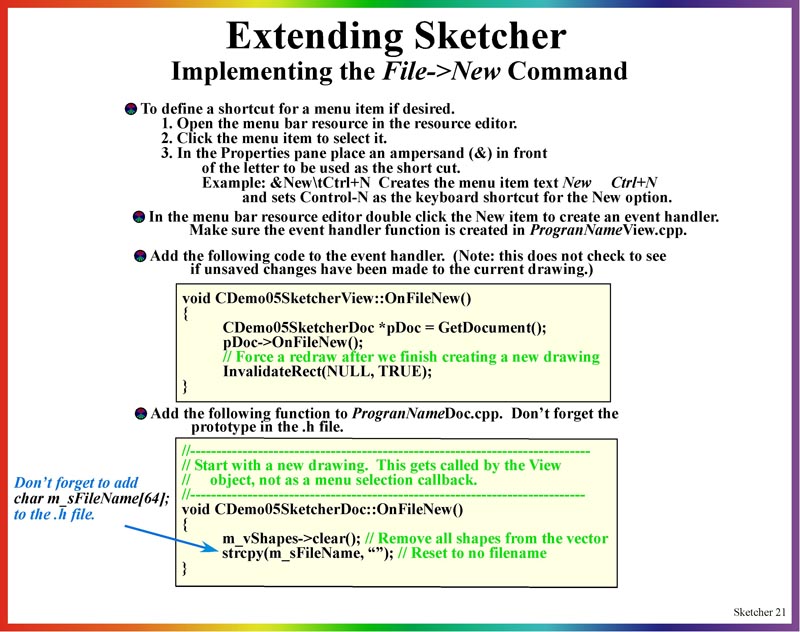 Extending Sketcher
Implementing the File->New Command
To define a shortcut for a menu item if desired.
1. Open the menu bar resource in the resource editor.
2. Click the menu item to select it.
3. In the Properties pane place an ampersand (&) in front
of the letter to be used as the short cut.
Example: &New\tCtrl+N Creates the menu item text New Ctrl+N
and sets Control-N as the keyboard shortcut for the New option.
In the menu bar resource editor double click the New item to create an event handler.
Make sure the event handler function is created in ProgranNameView.cpp.
Add the following code to the event handler. (Note: this does not check to see
if unsaved changes have been made to the current drawing.)
void CDemo05SketcherView::OnFileNew()
{
CDemo05SketcherDoc *pDoc = GetDocument();
pDoc->OnFileNew();
// Force a redraw after we finish creating a new drawing
InvalidateRect(NULL, TRUE);
}
Add the following function to ProgranNameDoc.cpp. Don't forget the
prototype in the .h file.
//--------------------------------------------------------------------------------
// Start with a new drawing. This gets called by the View
// object, not as a menu selection callback.
//-------------------------------------------------------------------------------
void CDemo05SketcherDoc::OnFileNew()
{
m_vShapes->clear(); // Remove all shapes from the vector
strcpy(m_sFileName, “”); // Reset to no filename
}
Don't forget to add
char m_sFileName[64];
to the .h file.
Sketcher 21